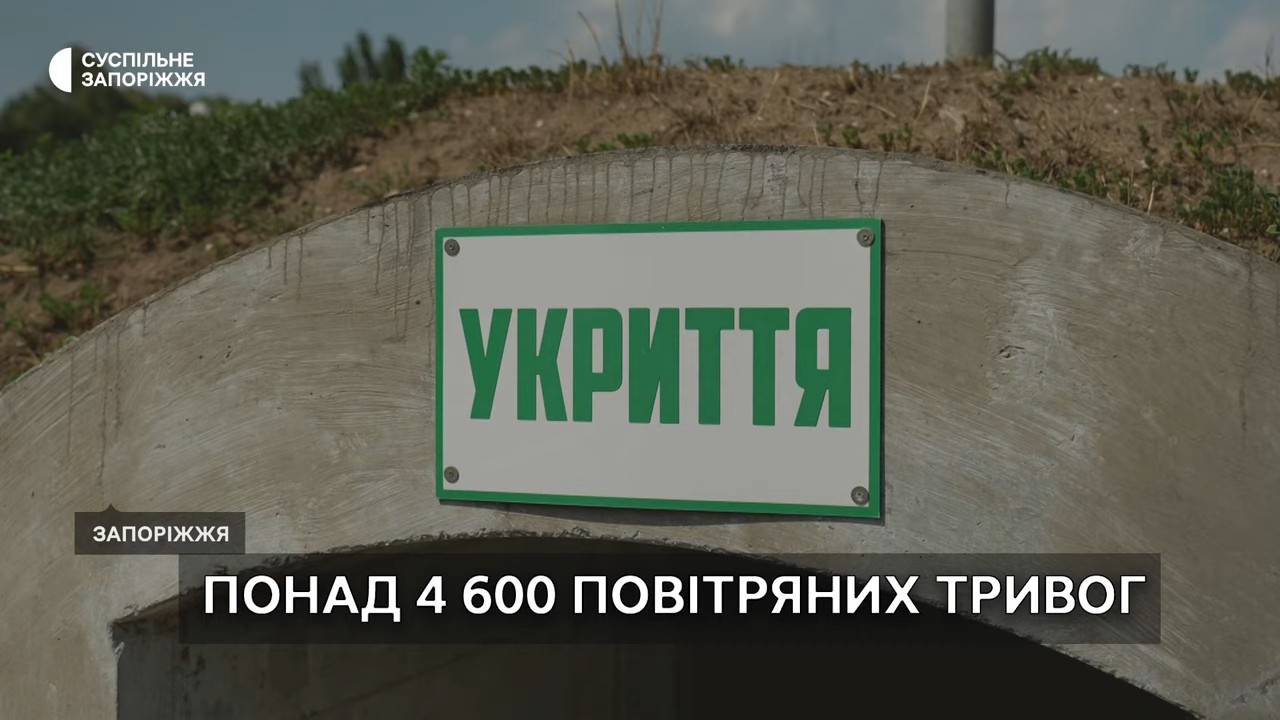 СУСПІЛЬНЕ
ЗАПОРІЖЖЯ
УКРИТТЯ
ЗАПОРІЖЖЯ
ПОНАД 4 600 ПОВІТРЯНИХ ТРИВОГ